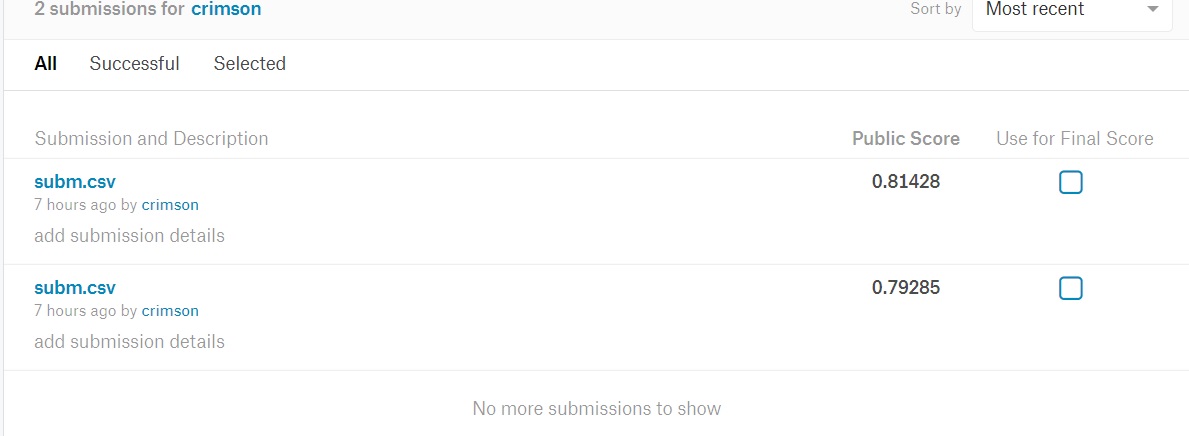 2 submissions for crimson
Sort by Most recent
All Successful Selected
Submission and Description Public Score Use for Final Score
subm.csv 0.81428
7 hours ago by crimson
add submission details
subm.csv 0.79285
7 hours ago by crimson
add submission details
No more submissions to show